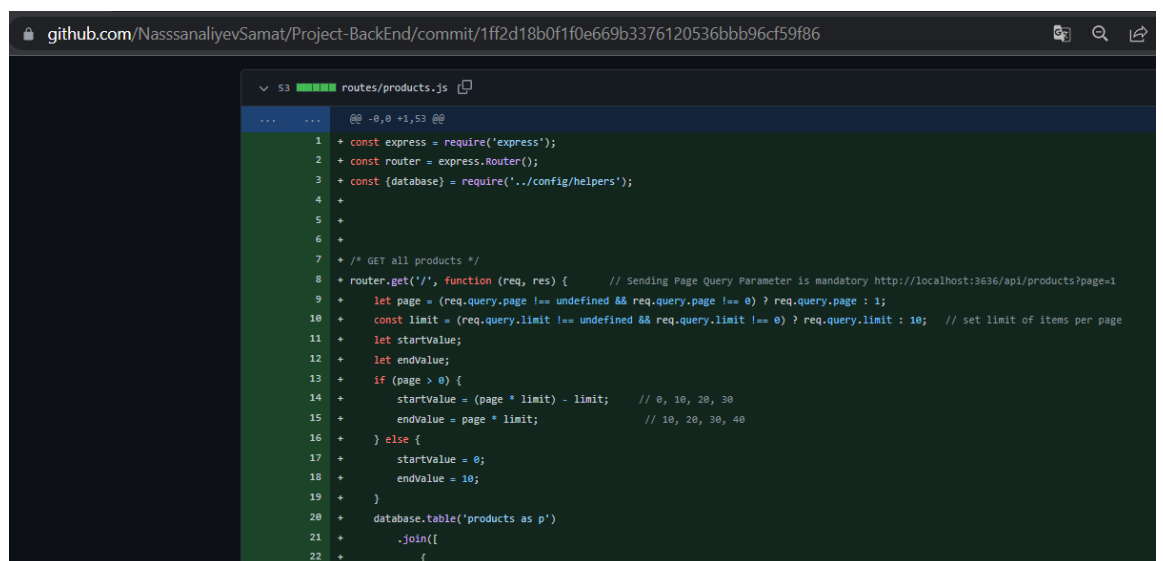 github.com/NasssanaliyevSamat/Project-BackEnd/commit/1ff2d18b0f1f0e669b3376120536bbb96cf59f86
53 routes/products.js
... ... @@ -0,0 +1,53 @@
1 + const express = require('express');
2 + const router = express.Router();
3 + const {database} = require('../config/helpers');
4 +
5 +
6 +
7 + /* GET all products */
8 + router.get('/', function (req, res) { // Sending Page Query Parameter is mandatory http://localhost:3636/api/products?page=1
9 + let page = (req.query.page !== undefined && req.query.page !== 0) ? req.query.page : 1;
10 + const limit = (req.query.limit !== undefined && req.query.limit !== 0) ? req.query.limit : 10; // set limit of items per page
11 + let startValue;
12 + let endValue;
13 + if (page > 0) {
14 + startValue = (page * limit) - limit; // 0, 10, 20, 30
15 + endValue = page * limit; // 10, 20, 30, 40
16 + } else {
17 + startValue = 0;
18 + endValue = 10;
19 + }
20 + database.table('products as p')
21 + .join([
22 + {